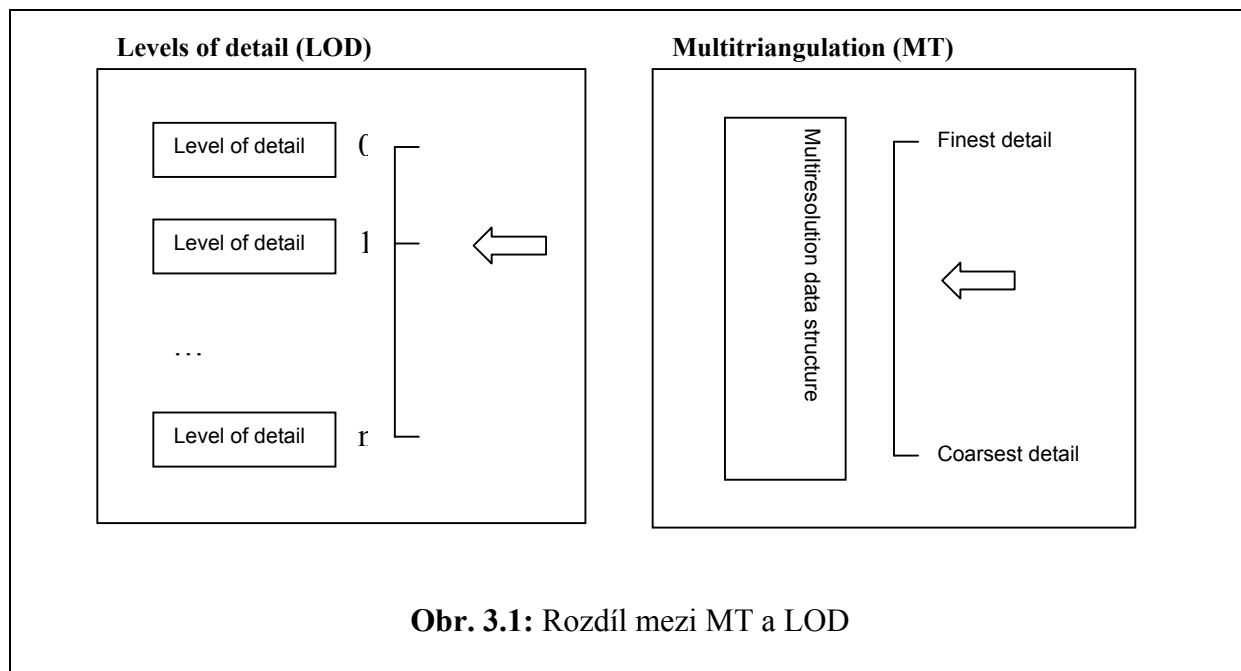 Levels of detail (LOD)
Level of detail 0
Level of detail 1
…
Level of detail n
Multitriangulation (MT)
Multiresolution data structure
Finest detail
Coarsest detail
Obr. 3.1: Rozdíl mezi MT a LOD